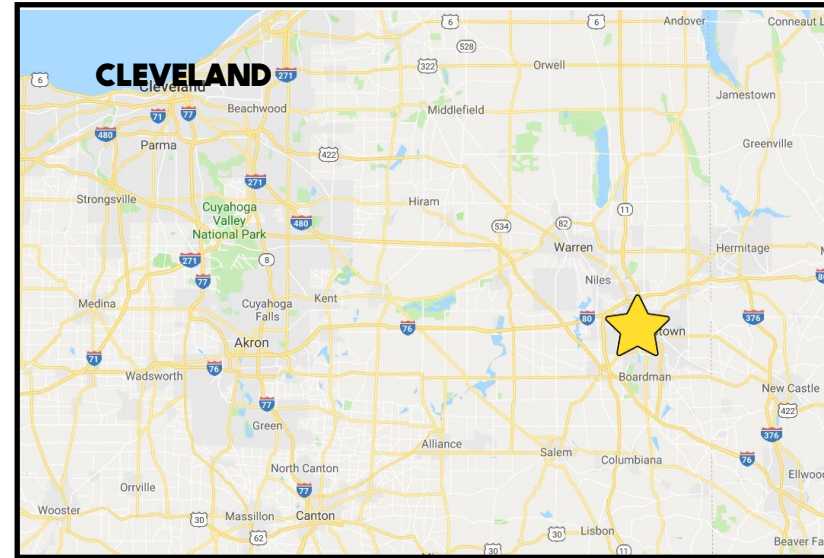 6
6
Andover
Conneaut L
528
CLEVELAND
Cleveland
271
322
Orwell
6
Jamestown
71
77
Beachwood
Middlefield
480
Parma
Greenville
422
271
Strongsville
Cuyahoga
Valley
National Park
Hiram
11
480
534
82
Warren
Hermitage
271
8
77
Niles
80
Medina
Cuyahoga
Falls
Kent
76
80
376
town
Akron
71
76
Wadsworth
Boardman
77
New Castle
422
Green
376
Alliance
Salem
Columbiana
76
North Canton
Ellwood
77
Orrville
Wooster
30
Massillon
Canton
62
30
30
Lisbon
11
Beaver Fa